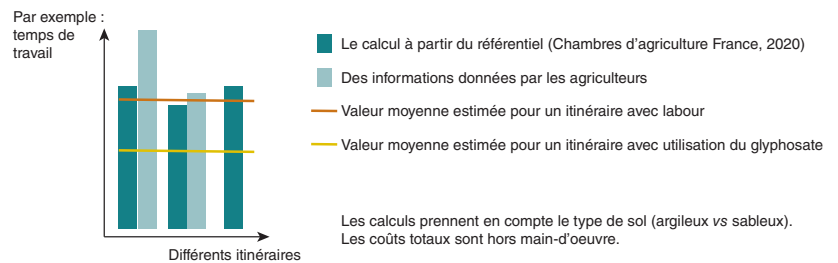 Par exemple :
temps de
travail
Le calcul à partir du référentiel (Chambres d'agriculture France, 2020)
Des informations données par les agriculteurs
Valeur moyenne estimée pour un itinéraire avec labour
Valeur moyenne estimée pour un itinéraire avec utilisation du glyphosate
Les calculs prennent en compte le type de sol (argileux vs sableux).
Les coûts totaux sont hors main-d'oeuvre.
Différents itinéraires